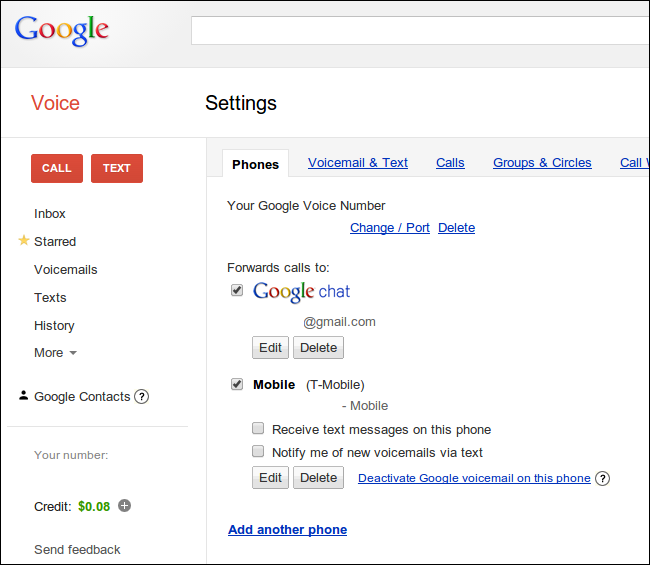 Google
Voice
Settings
CALL TEXT
Phones Voicemail & Text Calls Groups & Circles Call
Inbox
Starred
Voicemails
Texts
History
More
Google Contacts ?
Your number:
Credit: $0.08
Send feedback
Your Google Voice Number
Change / Port Delete
Forwards calls to:
Google chat
@gmail.com
Edit Delete
Mobile (T-Mobile)
- Mobile
Receive text messages on this phone
Notify me of new voicemails via text
Edit Delete Deactivate Google voicemail on this phone ?
Add another phone